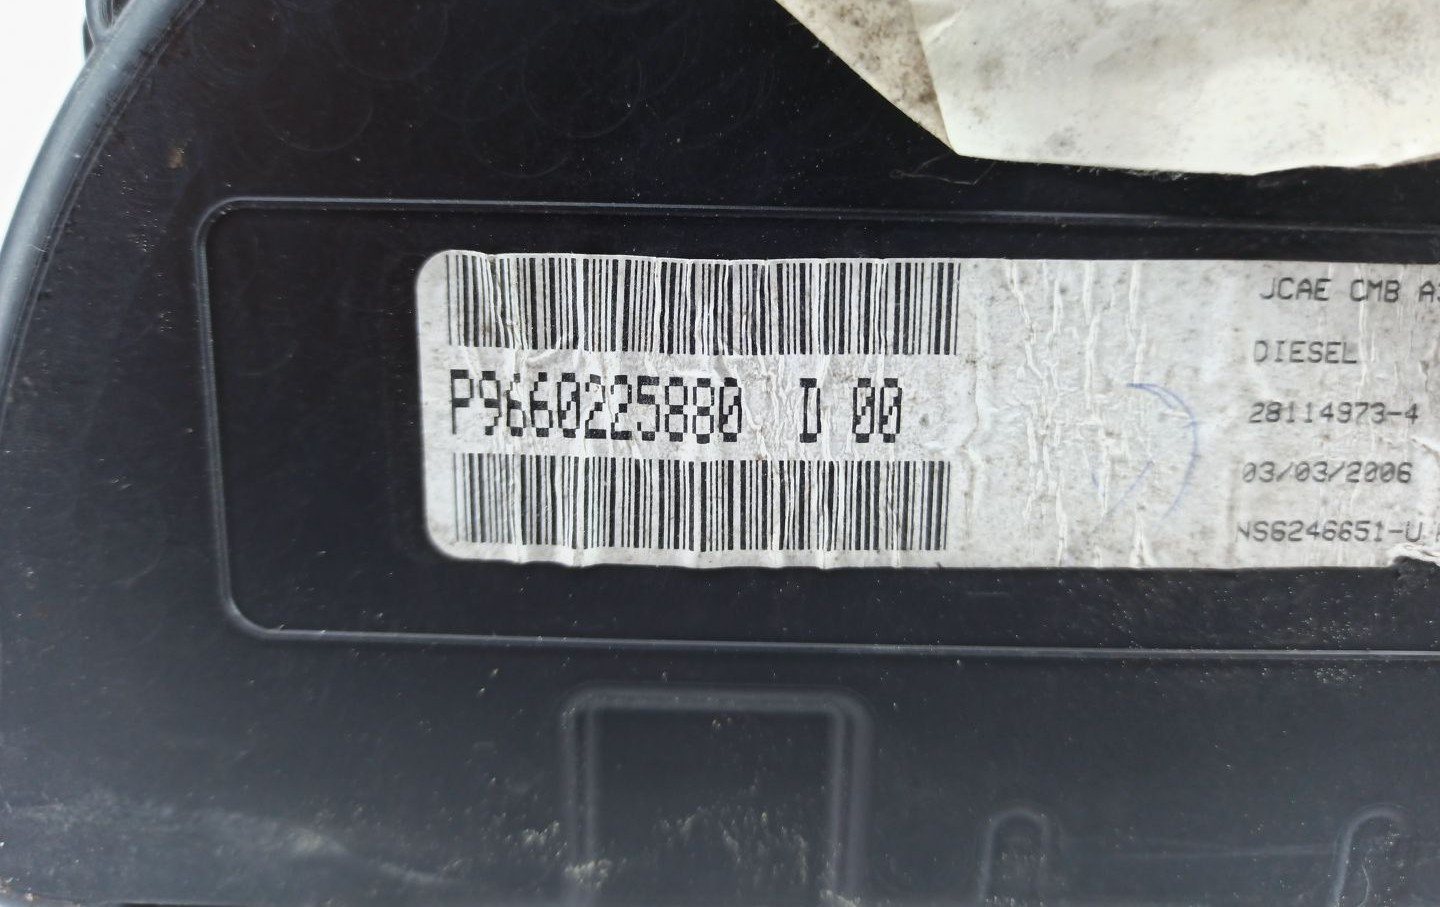 P9660225880 D 00
JCAE CMB
DIESEL
28114973-4
03/03/2006
NS6246651-U